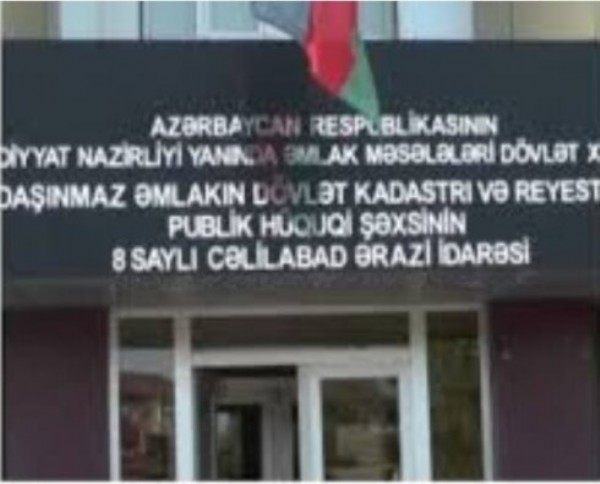 AZƏRBAYCAN RESPUBLİKASININ
DİYYAT NAZİRLİYİ YANINDA ƏMLAK MƏSƏLƏLƏRİ DÖVLƏT X
DAŞINMAZ ƏMLAKIN DÖVLƏT KADASTRI VƏ REYEST
PUBLİK HÜQUQİ ŞƏXSİNİN
8 SAYLI CƏLİLABAD ƏRAZİ İDARƏSİ